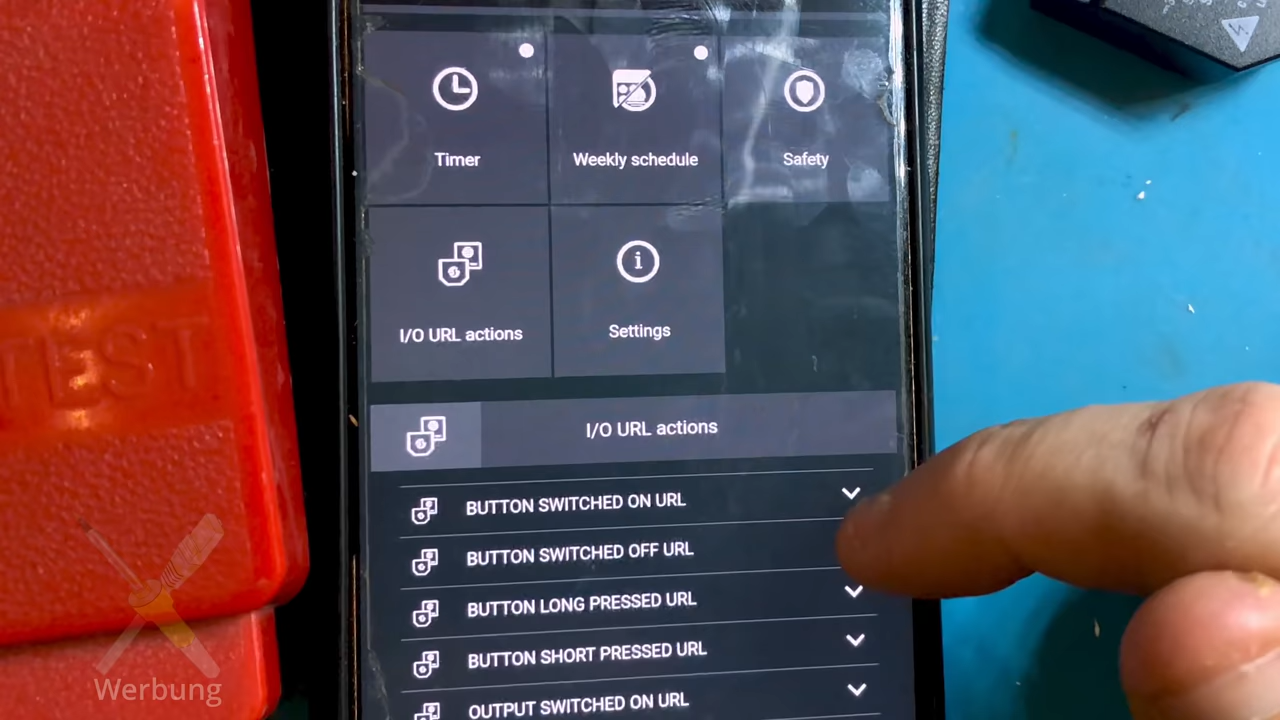 Timer
Weekly schedule
Safety
I/O URL actions
Settings
I/O URL actions
BUTTON SWITCHED ON URL
BUTTON SWITCHED OFF URL
BUTTON LONG PRESSED URL
BUTTON SHORT PRESSED URL
OUTPUT SWITCHED ON URL
TEST
Werbung